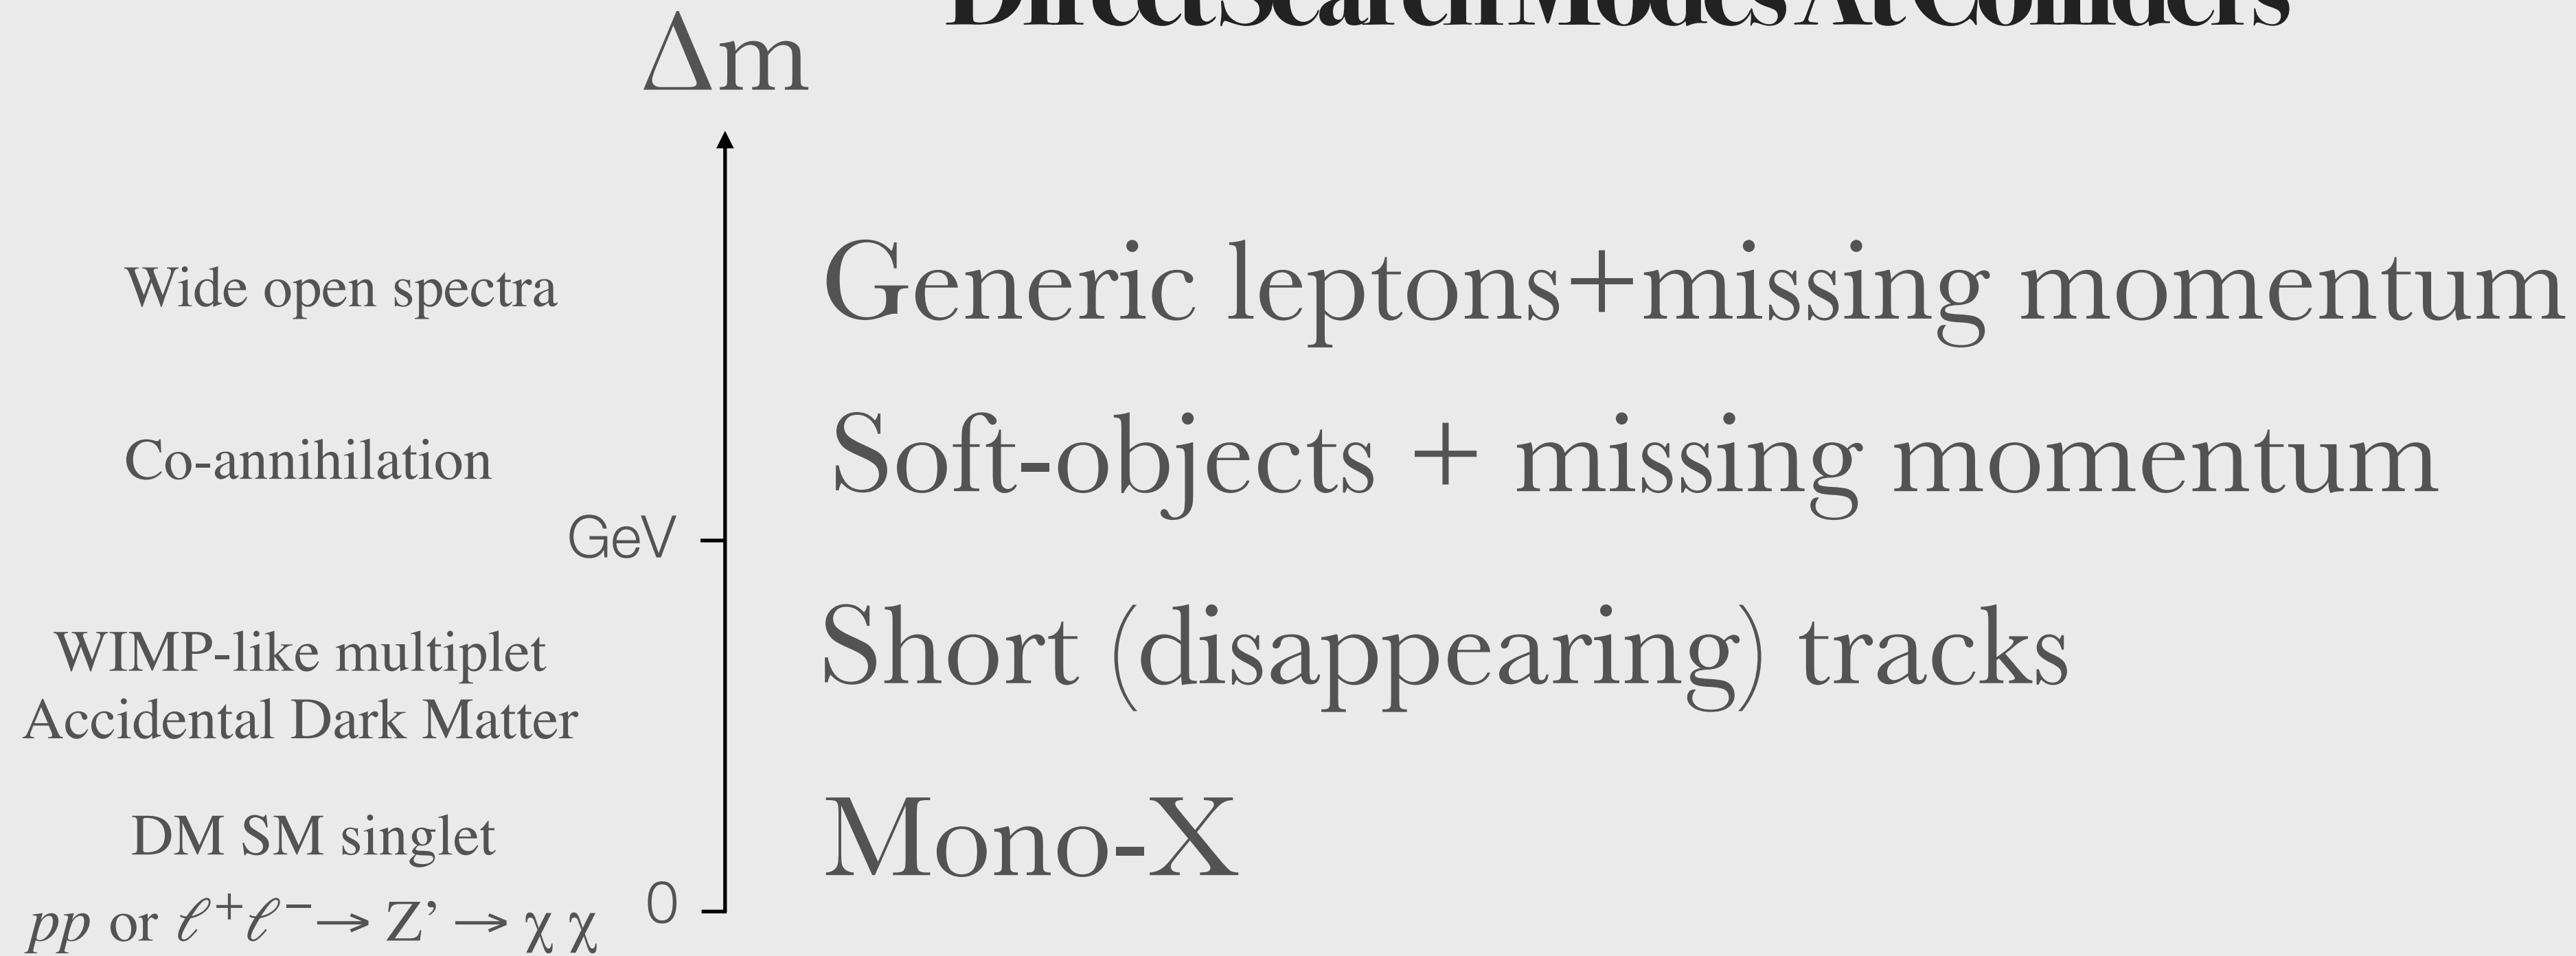 Direct Search Modes At Colliders
Δm
Wide open spectra
Generic leptons+missing momentum
Co-annihilation
Soft-objects + missing momentum
GeV
WIMP-like multiplet
Accidental Dark Matter
Short (disappearing) tracks
DM SM singlet
Mono-X
0
pp or ℓ⁺ℓ⁻→ Z’ → χ χ